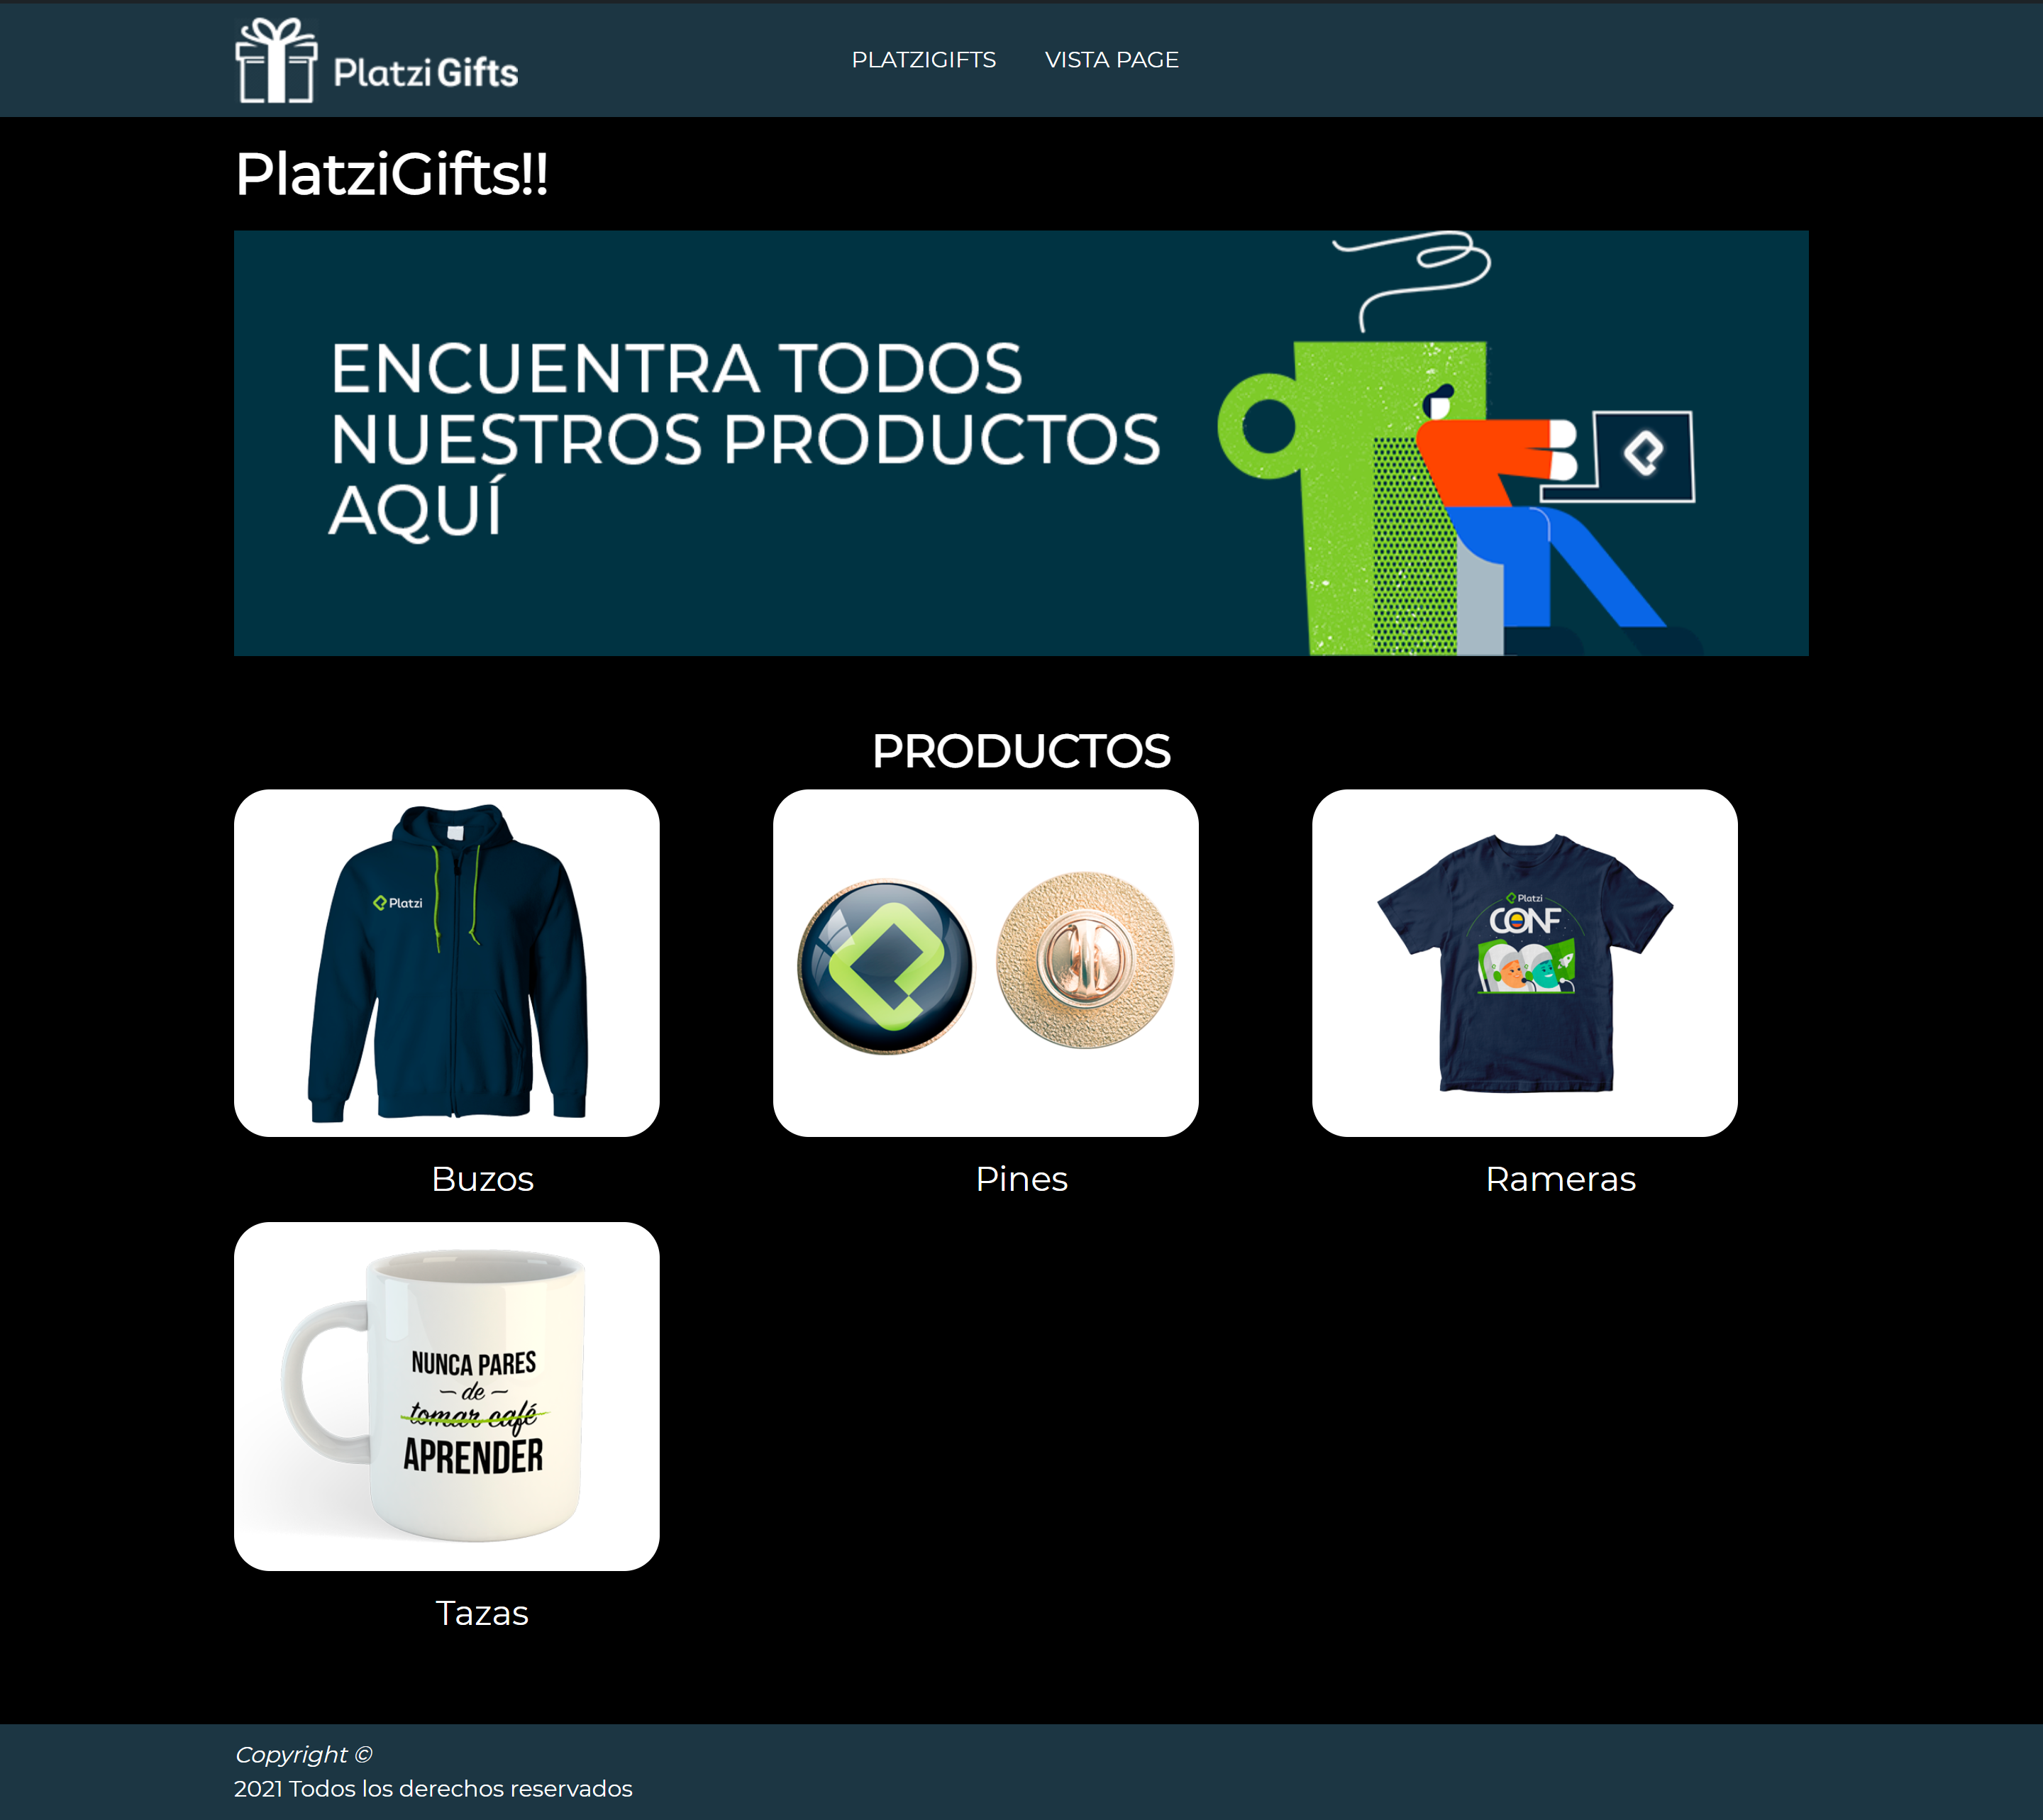 Platzi Gifts
PLATZIGIFTS
VISTA PAGE
PlatziGifts!!
ENCUENTRA TODOS
NUESTROS PRODUCTOS
AQUÍ
PRODUCTOS
Platzi
Platzi
CONF
Buzos
Pines
Rameras
NUNCA PARES
de
tomar café
APRENDER
Tazas
Copyright ©
2021 Todos los derechos reservados